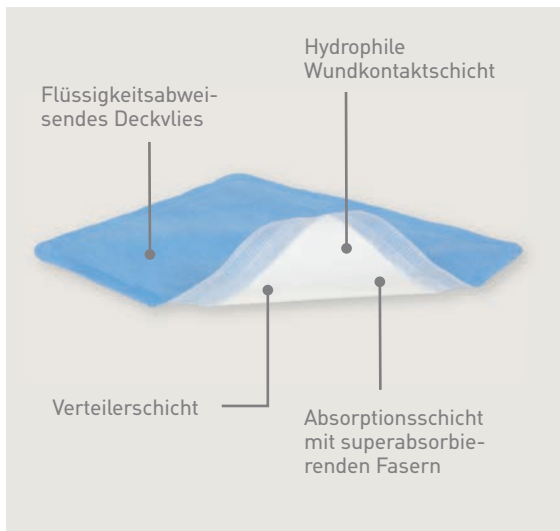 Hydrophile
Wundkontaktschicht
Flüssigkeitsabwei-
sendes Deckvlies
Verteilerschicht
Absorptionsschicht
mit superabsorbie-
renden Fasern